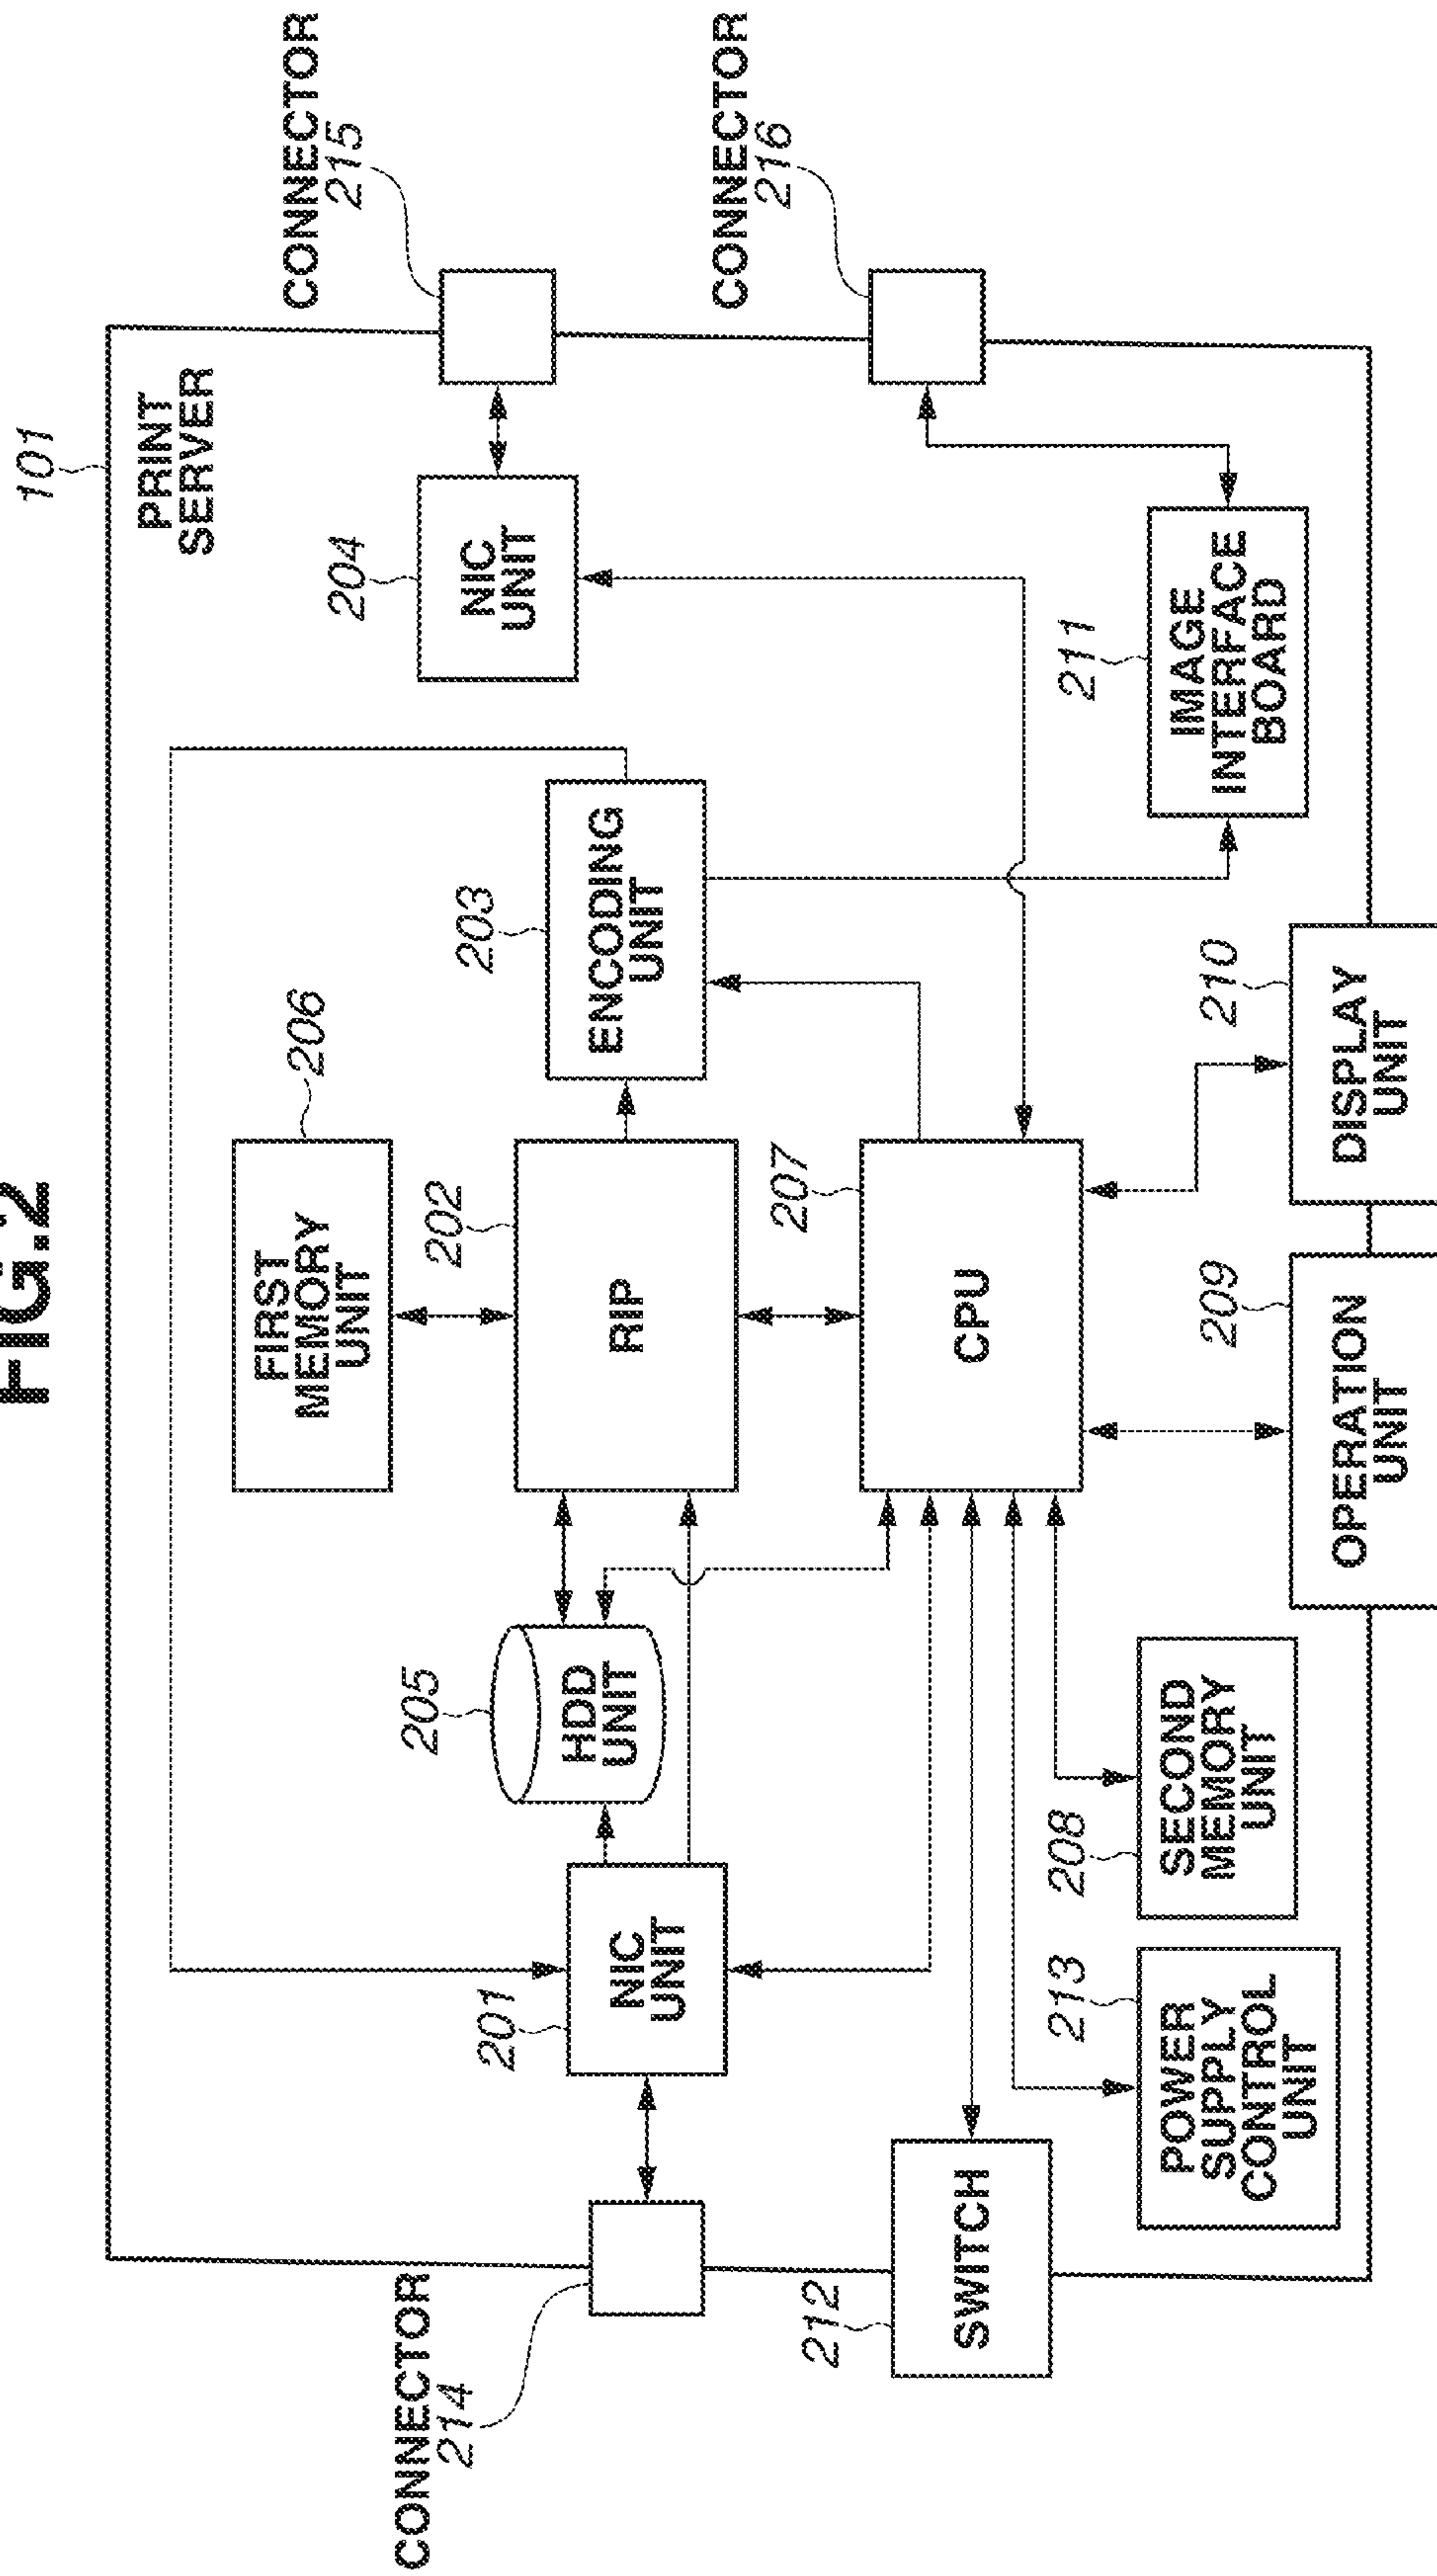 FIG.2
101
PRINT
SERVER
CONNECTOR
214
201
NIC
UNIT
205
HDD
UNIT
FIRST
MEMORY
UNIT
206
202
RIP
203
ENCODING
UNIT
204
NIC
UNIT
CONNECTOR
215
CONNECTOR
216
212
SWITCH
207
CPU
213
POWER
SUPPLY
CONTROL
UNIT
208
SECOND
MEMORY
UNIT
209
OPERATION
UNIT
210
DISPLAY
UNIT
211
IMAGE
INTERFACE
BOARD